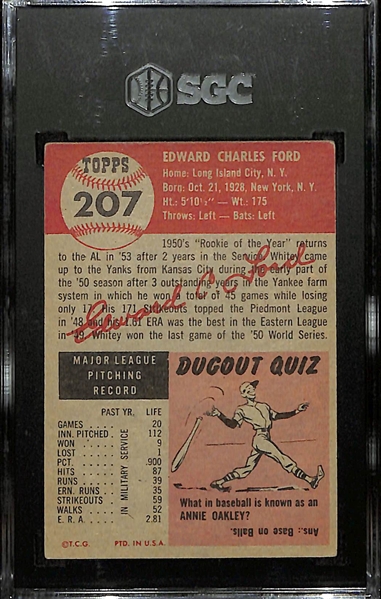 SGC
TOPPS
207
EDWARD CHARLES FORD
Home: Long Island City, N. Y.
Born: Oct. 21, 1928, New York, N. Y.
Ht.: 5'10½" — Wt.: 175
Throws: Left — Bats: Left
1950's "Rookie of the Year" returns
to the AL in '53 after 2 years in the Service. Whitey came
up to the Yanks from Kansas City during the early part of
the '50 season after 3 outstanding years in the Yankee farm
system in which he won a total of 45 games while losing
only 17. His 171 strikeouts topped the Piedmont League
in '48 and his 1.61 ERA was the best in the Eastern League
in '49. Whitey won the last game of the '50 World Series.
Edward C. Ford
MAJOR LEAGUE
PITCHING
RECORD
PAST YR. LIFE
GAMES 20
INN. PITCHED 112
WON 9
LOST 1
PCT. .900
HITS 87
RUNS 39
ERN. RUNS 35
STRIKEOUTS 59
WALKS 52
E. R. A. 2.81
IN MILITARY SERVICE
©T.C.G. PTD. IN U.S.A.
DUGOUT QUIZ
What in baseball is known as an
ANNIE OAKLEY?
Ans.: Base on Balls.